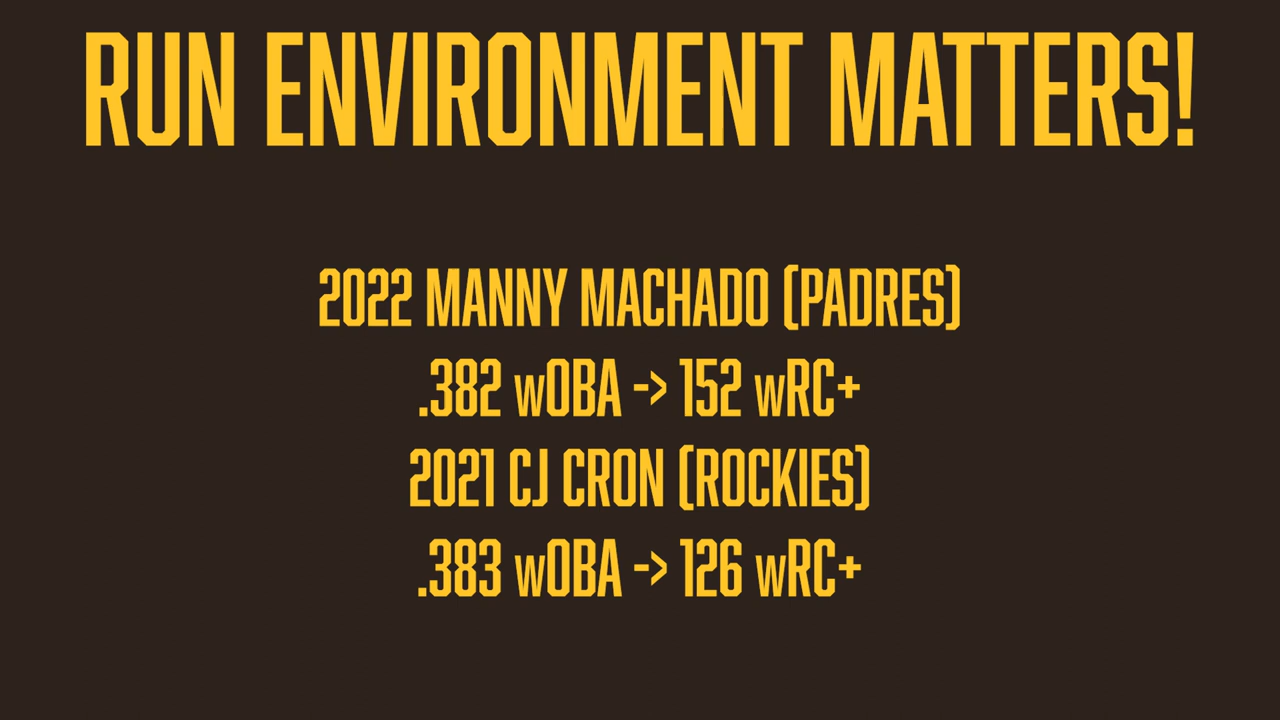 RUN ENVIRONMENT MATTERS!
2022 MANNY MACHADO (PADRES)
.382 wOBA -> 152 wRC+
2021 CJ CRON (ROCKIES)
.383 wOBA -> 126 wRC+